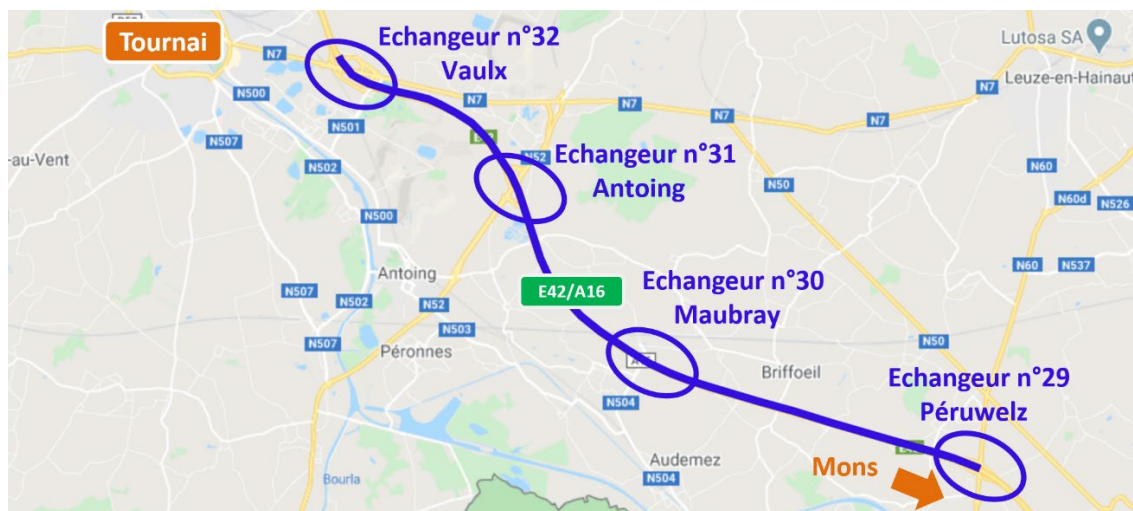 Tournai
Echangeur n°32
Vaulx
Lutosa SA
Leuze-en-Hainaut
N7
N500
N7
N501
N7
N7
N507
N52
Echangeur n°31
Antoing
-au-Vent
N502
N60
N50
N60d
N526
N500
Antoing
N60
N537
Echangeur n°30
Maubray
E42/A16
N507
N502
N52
N503
N50
Péronnes
N507
Briffoeil
Echangeur n°29
Péruwelz
N504
Audemez
Mons
Bourla
N504